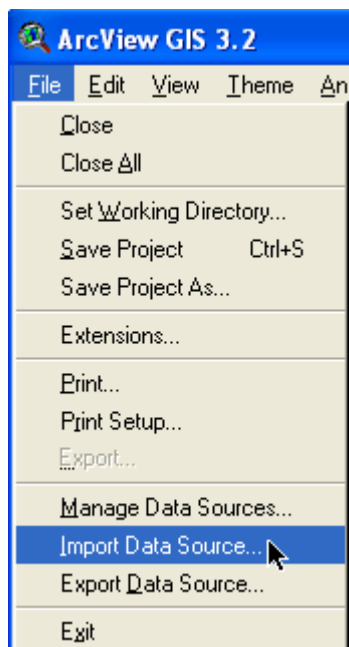 ArcView GIS 3.2
File Edit View Theme An
Close
Close All
Set Working Directory...
Save Project Ctrl+S
Save Project As...
Extensions...
Print...
Print Setup...
Export...
Manage Data Sources...
Import Data Source...
Export Data Source...
Exit